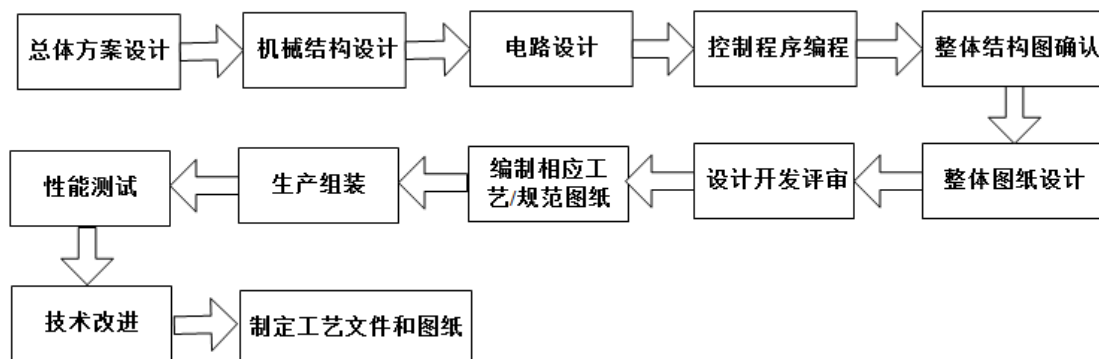 总体方案设计
机械结构设计
电路设计
控制程序编程
整体结构图确认
整体图纸设计
设计开发评审
编制相应工
艺/规范图纸
生产组装
性能测试
技术改进
制定工艺文件和图纸